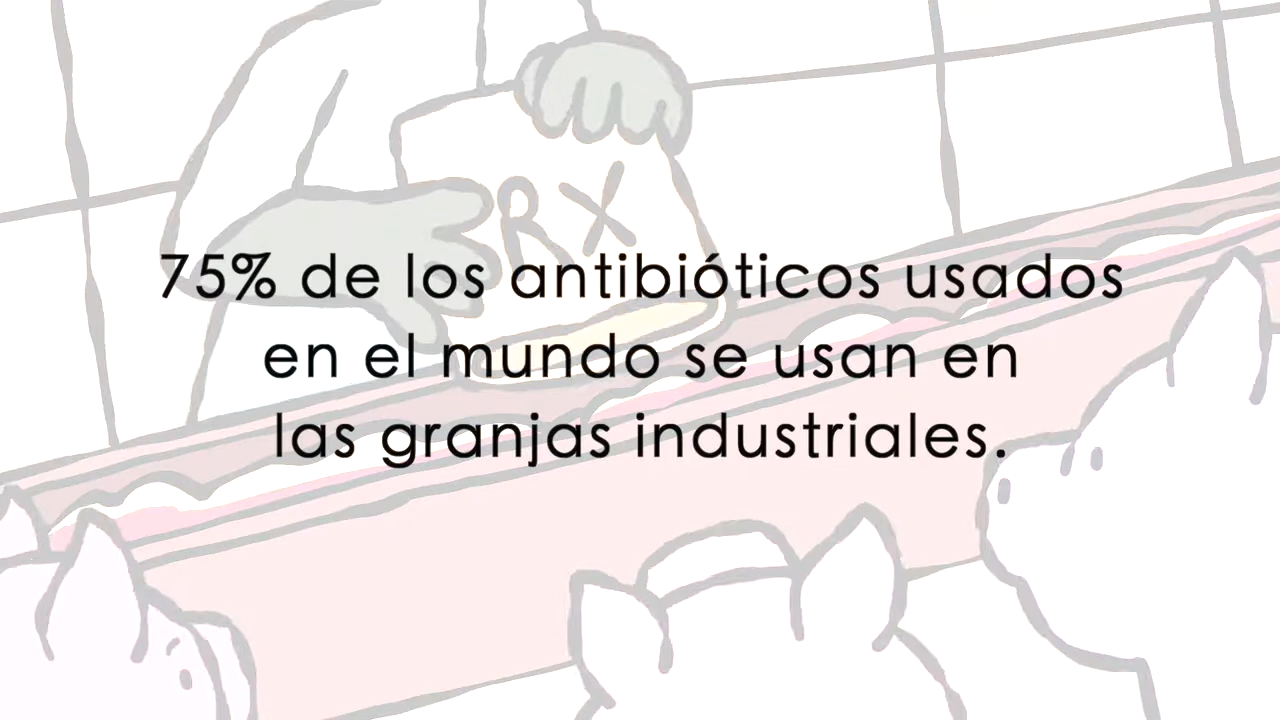 RX
75% de los antibióticos usados
en el mundo se usan en
las granjas industriales.